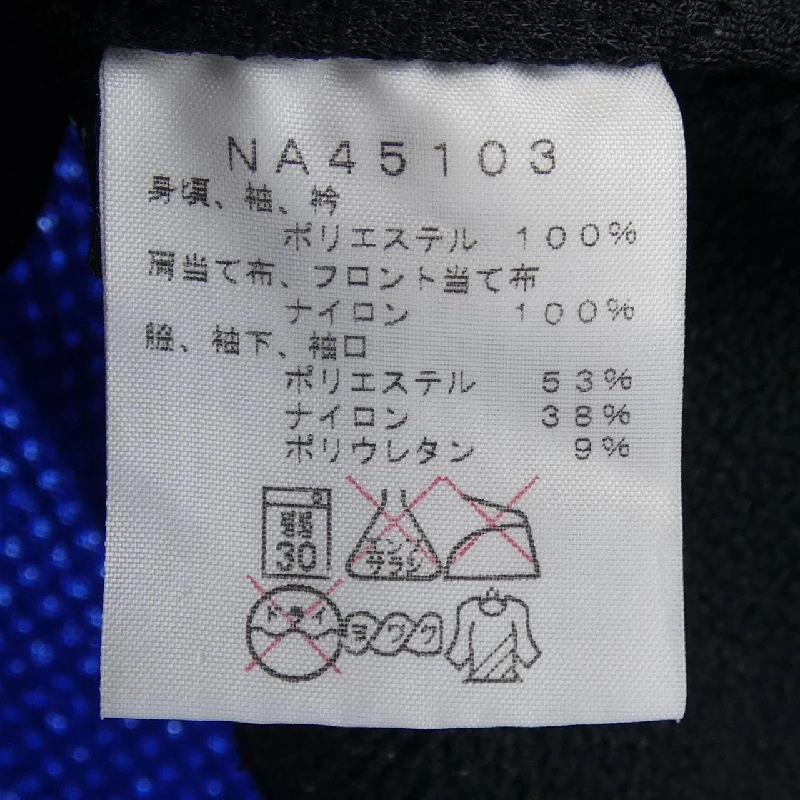 NA45103
身頃、袖、衿
ポリエステル 100%
肩当て布、フロント当て布
ナイロン 100%
脇、袖下、袖口
ポリエステル 53%
ナイロン 38%
ポリウレタン 9%
30
エンソ
サラシ
ドライ
ヨワク